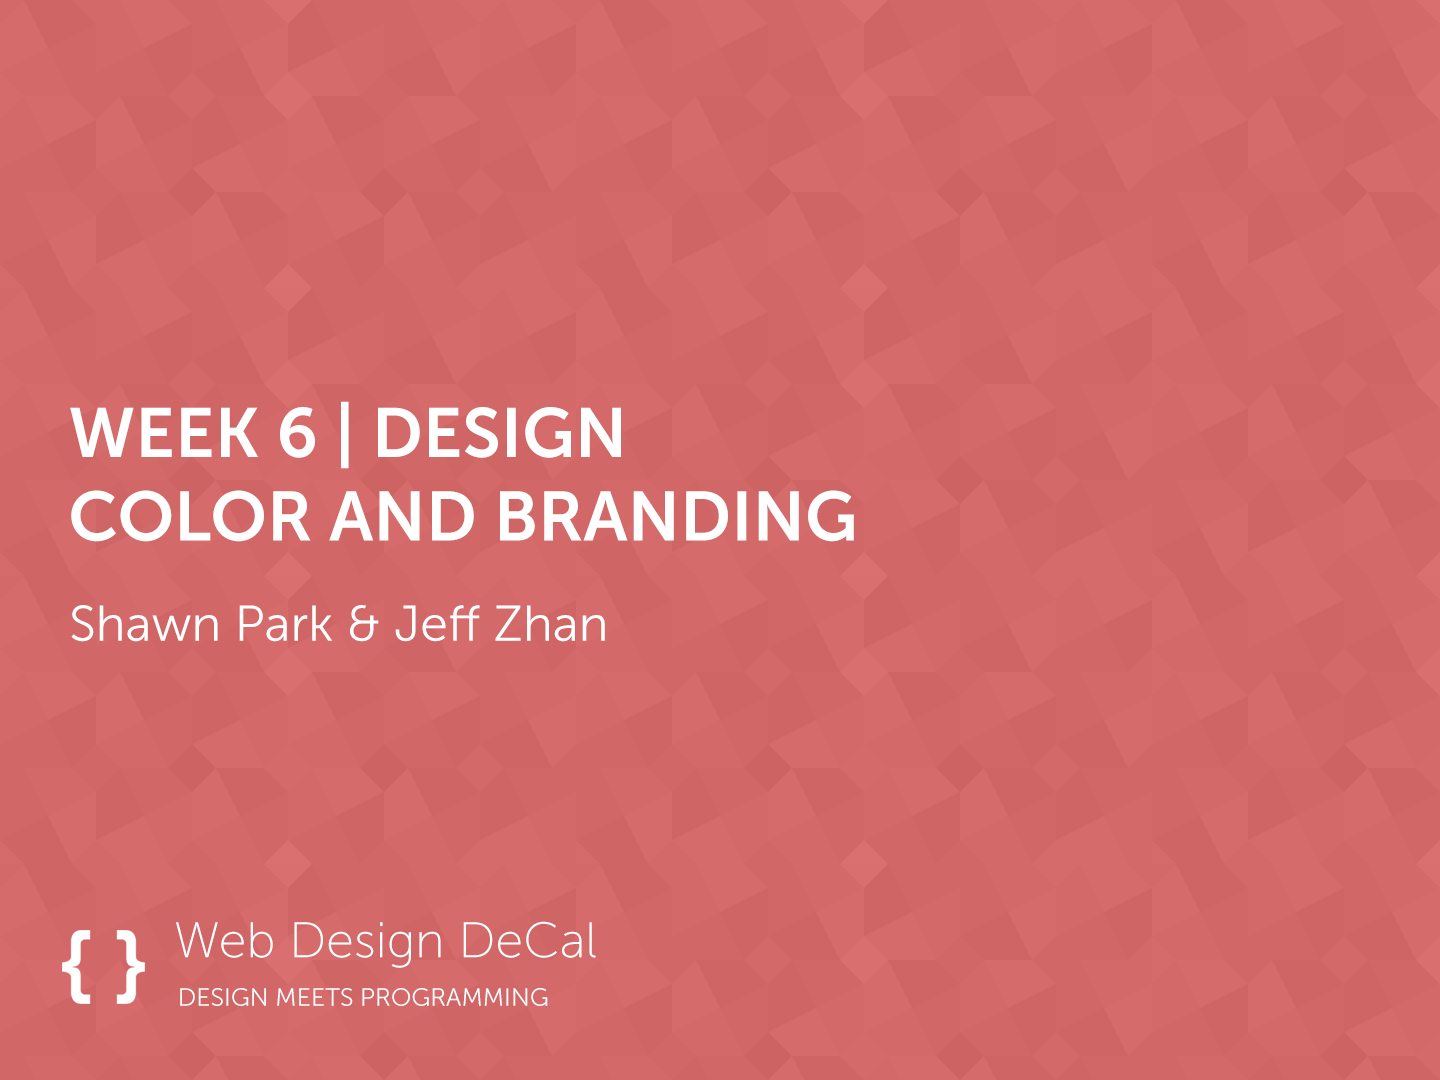 WEEK 6 | DESIGN
COLOR AND BRANDING
Shawn Park & Jeff Zhan
{ } Web Design DeCal
DESIGN MEETS PROGRAMMING